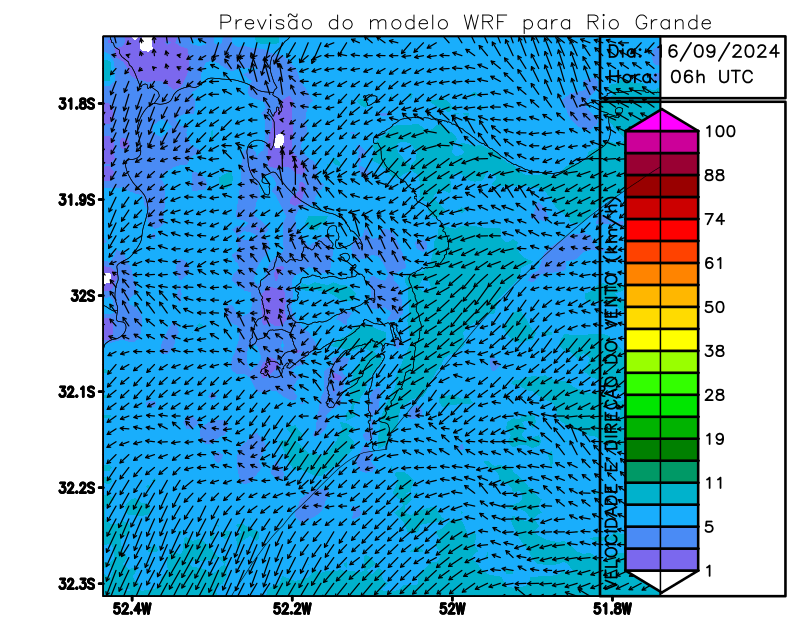 Previsão do modelo WRF para Rio Grande
Dia: 16/09/2024
Hora: 06h UTC
31.8S
31.9S
32S
32.1S
32.2S
32.3S
52.4W
52.2W
52W
51.8W
VELOCIDADE E DIREÇÃO DO VENTO (km/h)
100
88
74
61
50
38
28
19
11
5
1